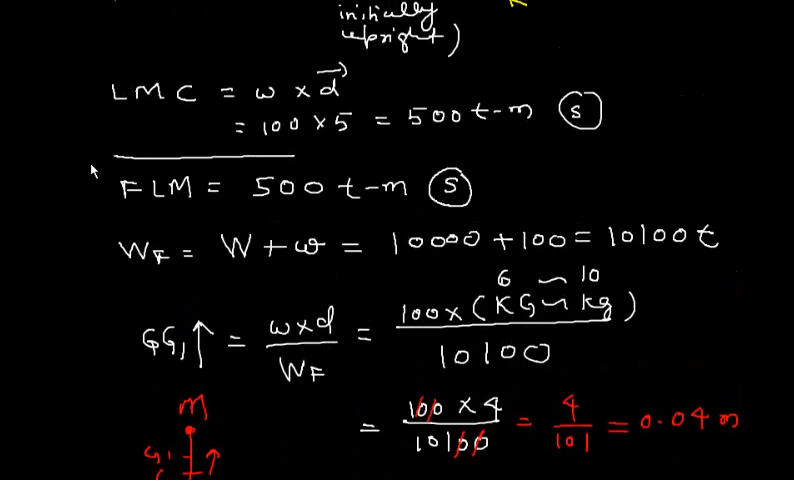 initially
upright)
LMC = w × d
= 100 × 5 = 500 t-m (S)
FLM = 500 t-m (S)
WF = W + w = 10000 + 100 = 10100 t
6 ~ 10
GG₁↑ = w×d / WF = 100 × (KG ~ kg) / 10100
= 100 × 4 / 10100 = 4 / 101 = 0.04 m
M
G₁ ↑